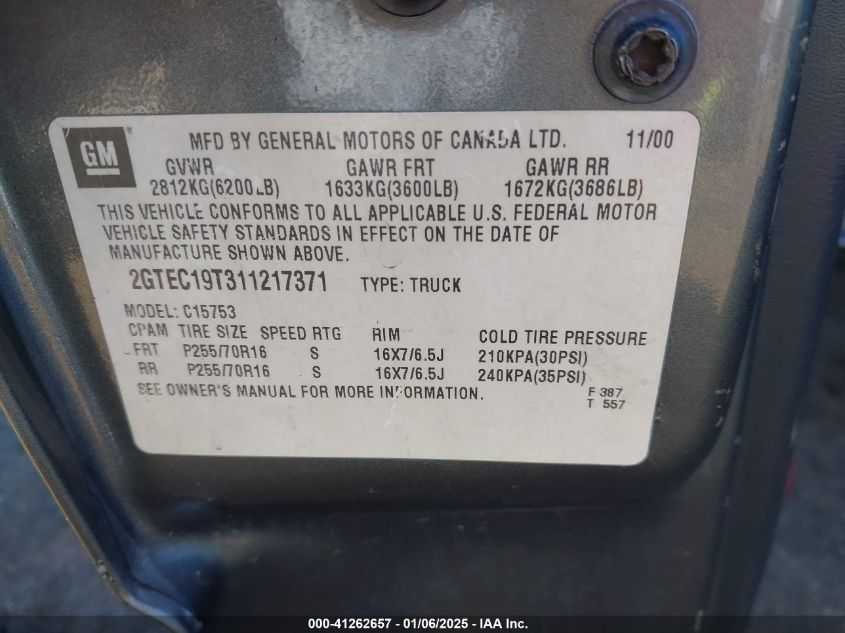 GM
MFD BY GENERAL MOTORS OF CANADA LTD. 11/00
GVWR GAWR FRT GAWR RR
2812KG(6200LB) 1633KG(3600LB) 1672KG(3686LB)
THIS VEHICLE CONFORMS TO ALL APPLICABLE U.S. FEDERAL MOTOR
VEHICLE SAFETY STANDARDS IN EFFECT ON THE DATE OF
MANUFACTURE SHOWN ABOVE.
2GTEC19T311217371 TYPE: TRUCK
MODEL: C15753
TIRE SIZE SPEED RTG RIM COLD TIRE PRESSURE
FRT P255/70R16 S 16X7/6.5J 210KPA(30PSI)
RR P255/70R16 S 16X7/6.5J 240KPA(35PSI)
SEE OWNER'S MANUAL FOR MORE INFORMATION.
F 387
T 557
000-41262657 - 01/06/2025 - IAA Inc.